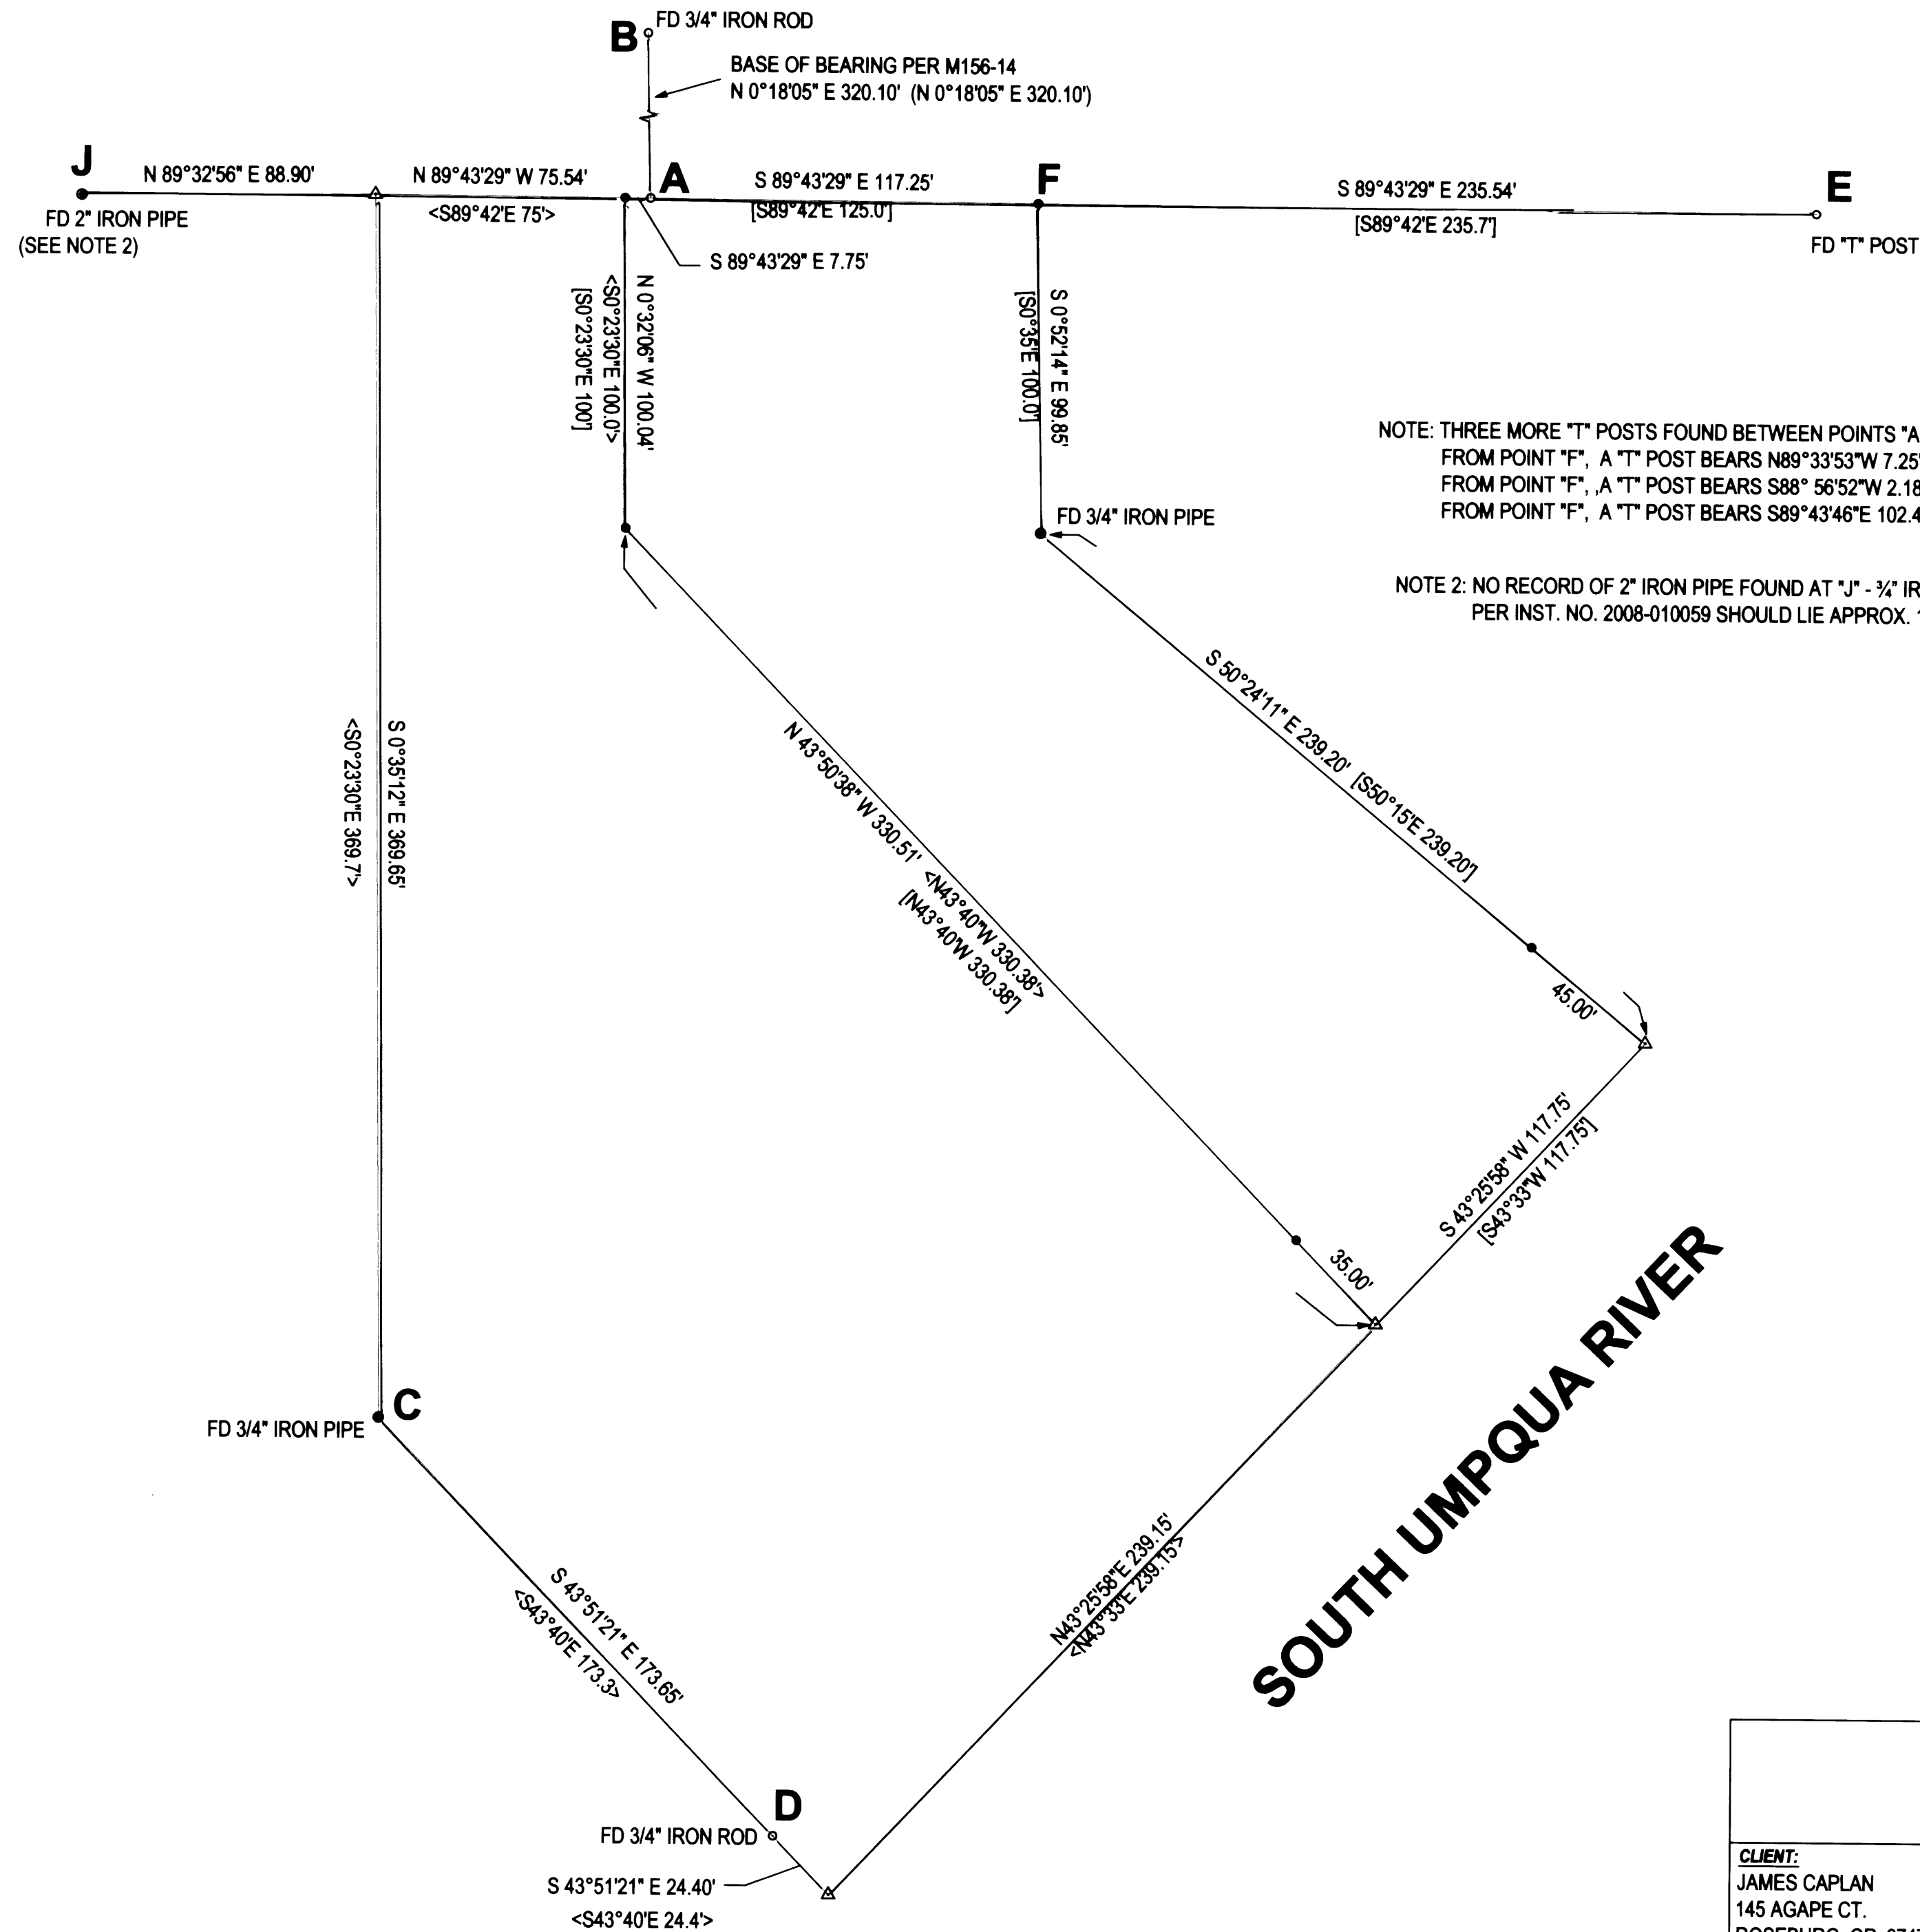 B
FD 3/4" IRON ROD
BASE OF BEARING PER M156-14
N 0°18'05" E 320.10' (N 0°18'05" E 320.10')
J
N 89°32'56" E 88.90'
N 89°43'29" W 75.54'
A
S 89°43'29" E 117.25'
F
S 89°43'29" E 235.54'
E
FD 2" IRON PIPE
(SEE NOTE 2)
<S89°42'E 75'>
[S89°42'E 125.0']
[S89°42'E 235.7']
FD "T" POST
S 89°43'29" E 7.75'
N 0°32'06" W 100.04'
<S0°23'30"E 100.0'>
[S0°23'30"E 100']
S 0°52'14" E 99.85'
[S0°35'E 100.0']
NOTE: THREE MORE "T" POSTS FOUND BETWEEN POINTS "A
FROM POINT "F", A "T" POST BEARS N89°33'53"W 7.25'
FROM POINT "F", ,A "T" POST BEARS S88° 56'52"W 2.18
FROM POINT "F", A "T" POST BEARS S89°43'46"E 102.4
FD 3/4" IRON PIPE
NOTE 2: NO RECORD OF 2" IRON PIPE FOUND AT "J" - ¾" IR
PER INST. NO. 2008-010059 SHOULD LIE APPROX.
S 50°24'11" E 239.20' [S50°15'E 239.20']
S 0°35'12" E 369.65'
<S0°23'30"E 369.7'>
N 43°50'38" W 330.51' <N43°40'W 330.38'>
[N43°40'W 330.38']
45.00'
S 43°25'58" W 117.75'
[S43°33'W 117.75']
35.00'
SOUTH UMPQUA RIVER
C
FD 3/4" IRON PIPE
N43°25'58"E 239.15'
<N43°33'E 239.15'>
S 43°51'21" E 173.65'
<S43°40'E 173.3>
D
FD 3/4" IRON ROD
S 43°51'21" E 24.40'
<S43°40'E 24.4'>
CLIENT:
JAMES CAPLAN
145 AGAPE CT.